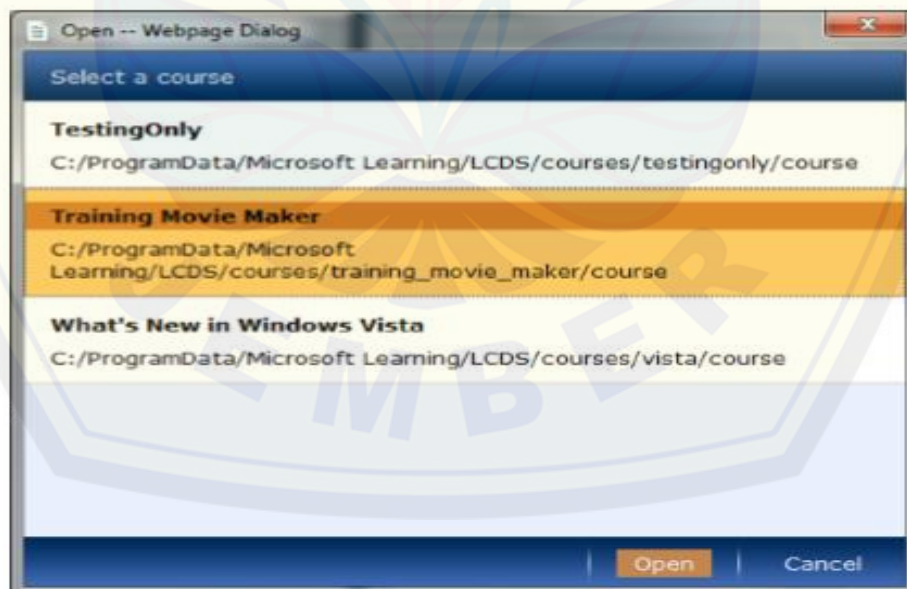 Open -- Webpage Dialog
Select a course
TestingOnly
C:/ProgramData/Microsoft Learning/LCDS/courses/testingonly/course
Training Movie Maker
C:/ProgramData/Microsoft
Learning/LCDS/courses/training_movie_maker/course
What's New in Windows Vista
C:/ProgramData/Microsoft Learning/LCDS/courses/vista/course
EMBER
Open | Cancel